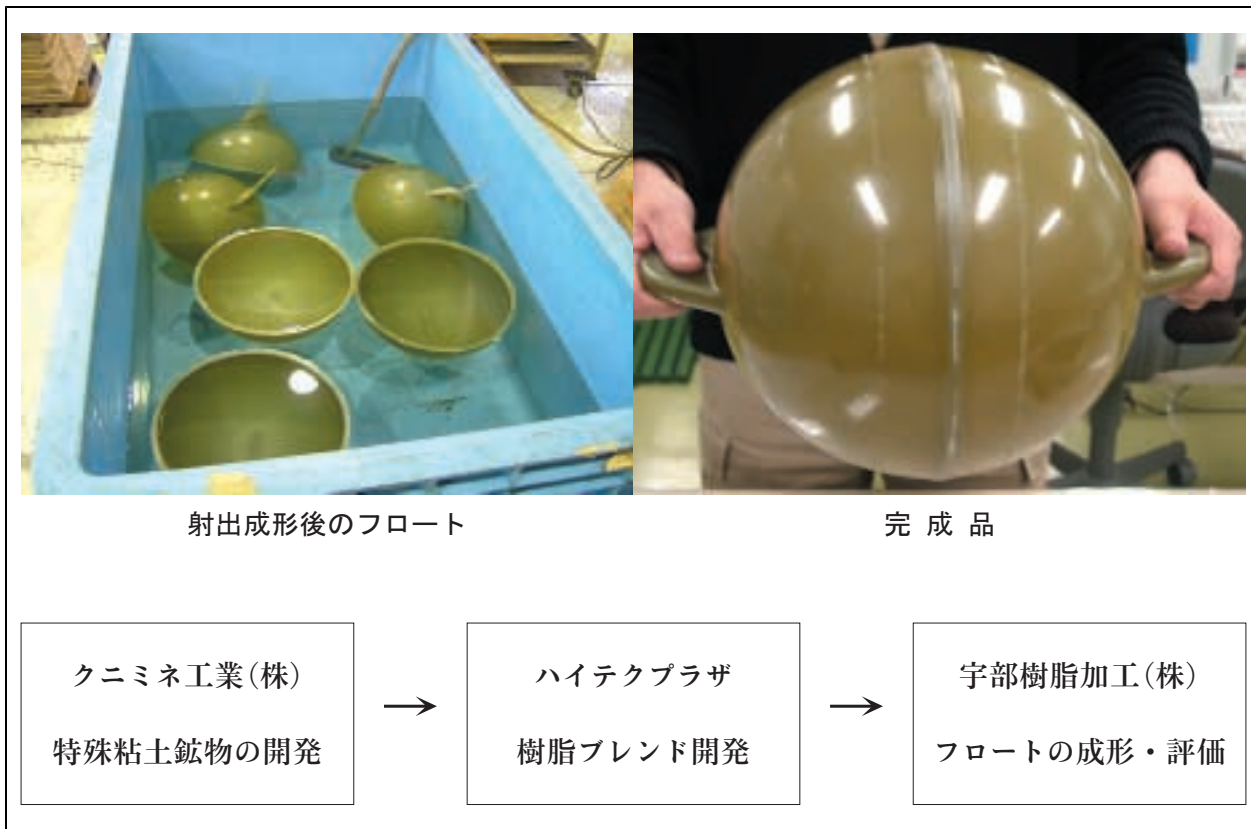 射出成形後のフロート
完成品
クニミネ工業(株)
特殊粘土鉱物の開発
ハイテクプラザ
樹脂ブレンド開発
宇部樹脂加工(株)
フロートの成形・評価